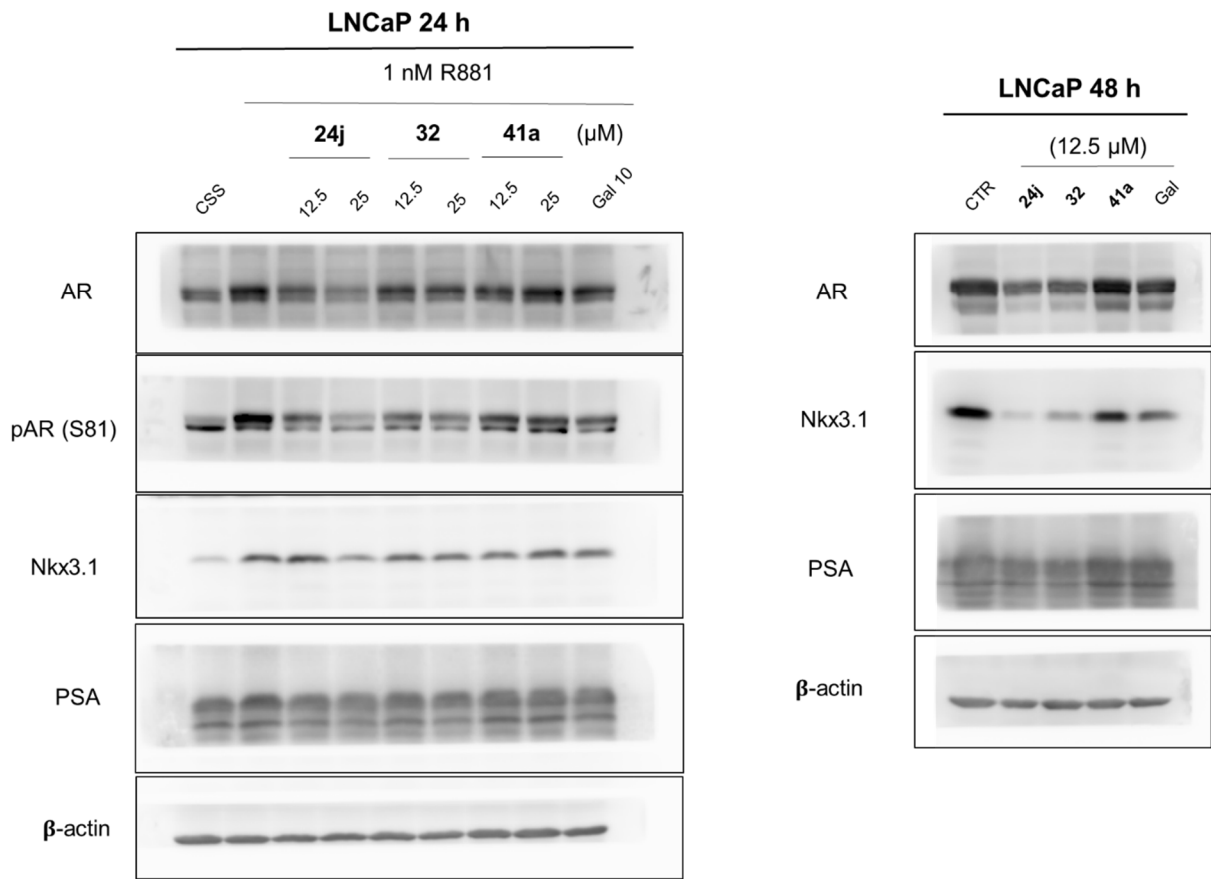 LNCaP 24 h
1 nM R881
24j 32 41a (µM)
CSS 12.5 25 12.5 25 12.5 25 Gal 10
AR
pAR (S81)
Nkx3.1
PSA
β-actin
LNCaP 48 h
(12.5 µM)
CTR 24j 32 41a Gal
AR
Nkx3.1
PSA
β-actin